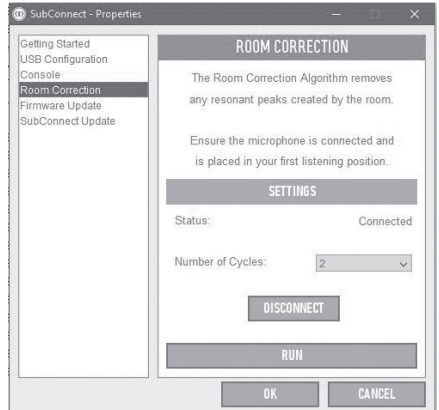 SubConnect - Properties
Getting Started
USB Configuration
Console
Room Correction
Firmware Update
SubConnect Update
ROOM CORRECTION
The Room Correction Algorithm removes
any resonant peaks created by the room.
Ensure the microphone is connected and
is placed in your first listening position.
SETTINGS
Status: Connected
Number of Cycles: 2
DISCONNECT
RUN
OK CANCEL